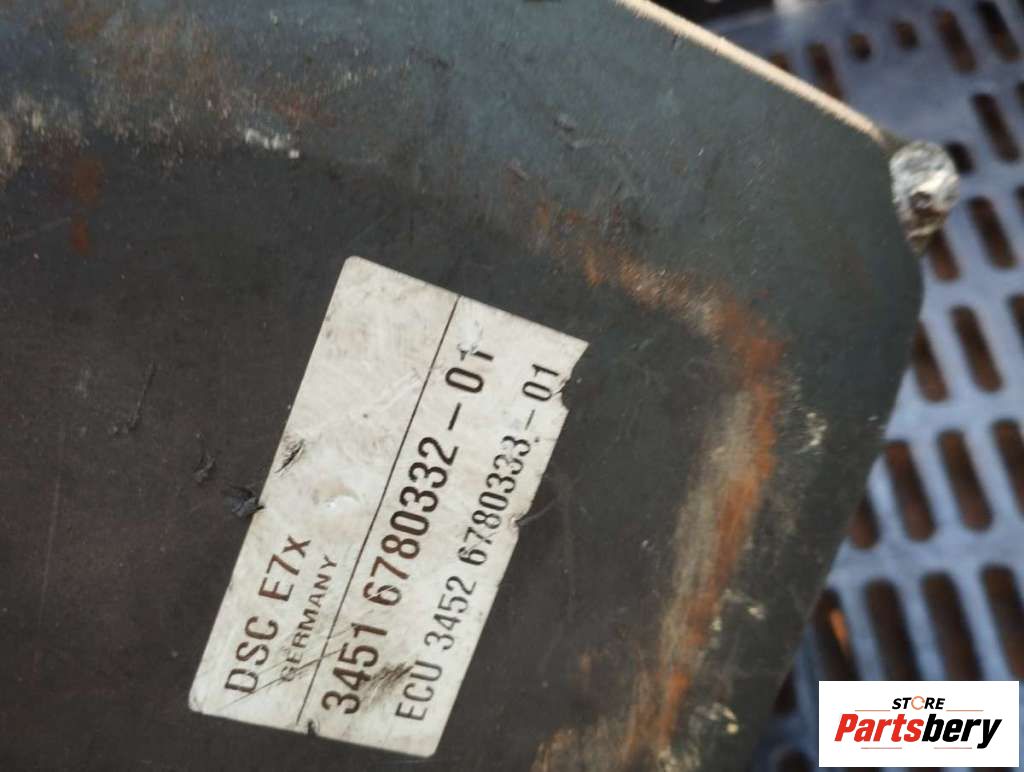 DSC E7x
GERMANY
3451 6780332-01
ECU 3452 6780333-01
STORE
Partsbery